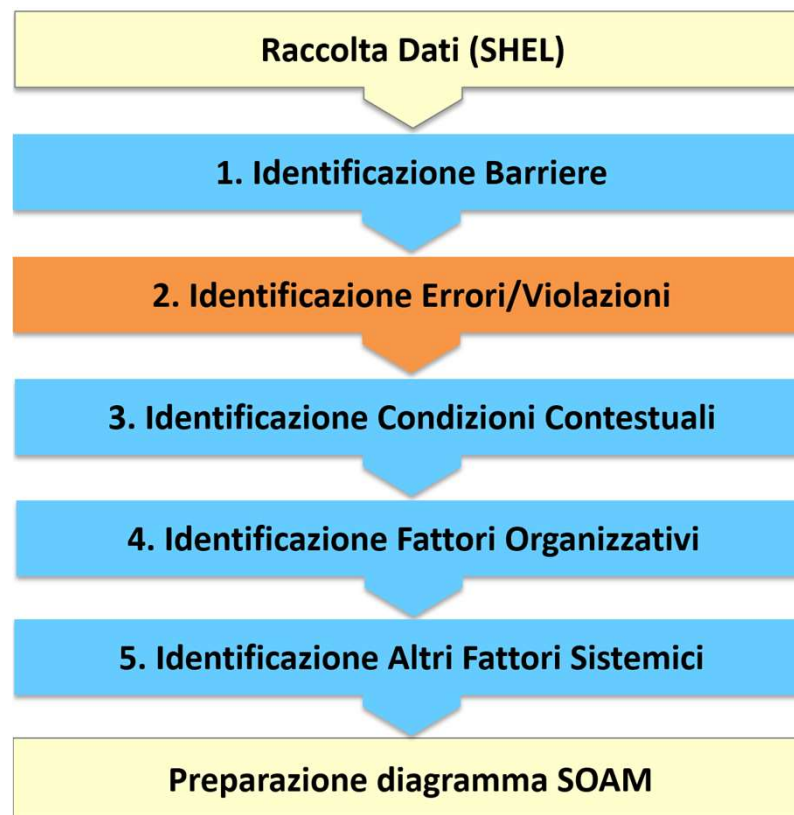 Raccolta Dati (SHEL)
1. Identificazione Barriere
2. Identificazione Errori/Violazioni
3. Identificazione Condizioni Contestuali
4. Identificazione Fattori Organizzativi
5. Identificazione Altri Fattori Sistemici
Preparazione diagramma SOAM